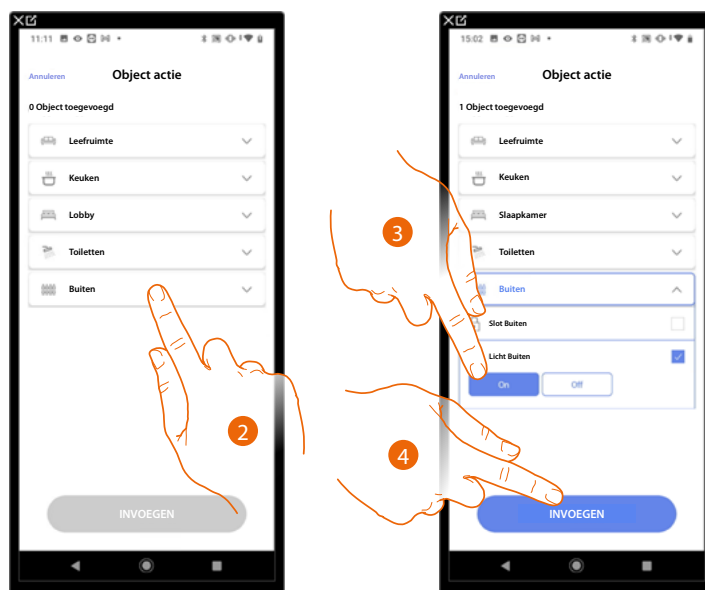 11:11
Annuleren
Object actie
0 Object toegevoegd
Leefruimte
Keuken
Lobby
Toiletten
Buiten
2
INVOEGEN
15:02
Annuleren
Object actie
1 Object toegevoegd
Leefruimte
Keuken
Slaapkamer
Toiletten
Buiten
Slot Buiten
Licht Buiten
On
Off
3
4
INVOEGEN